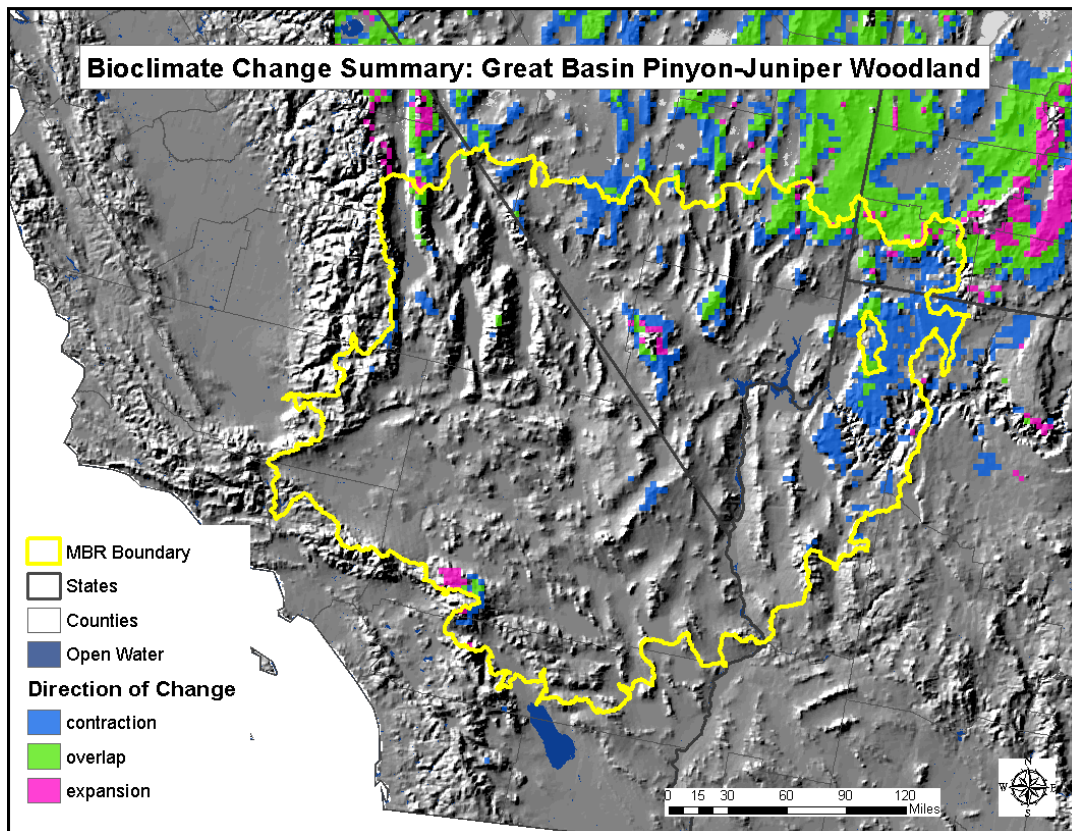 Bioclimate Change Summary: Great Basin Pinyon-Juniper Woodland
MBR Boundary
States
Counties
Open Water
Direction of Change
contraction
overlap
expansion
0 15 30 60 90 120
Miles
N
W E
S